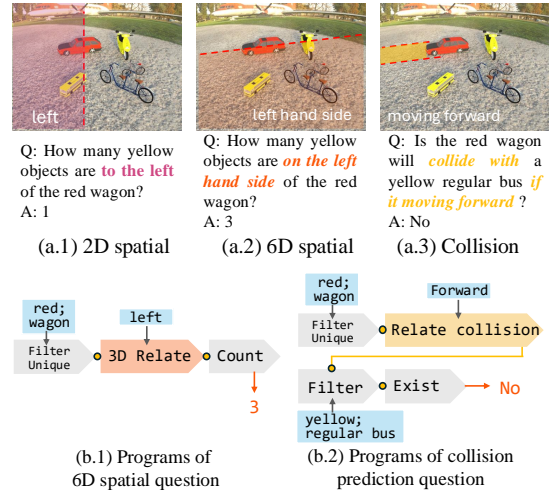 left
left hand side
moving forward
Q: How many yellow
objects are to the left
of the red wagon?
A: 1
Q: How many yellow
objects are on the left
hand side of the red
wagon?
A: 3
Q: Is the red wagon
will collide with a
yellow regular bus if
it moving forward ?
A: No
(a.1) 2D spatial
(a.2) 6D spatial
(a.3) Collision
red;
wagon
left
Filter
Unique
3D Relate
Count
3
(b.1) Programs of
6D spatial question
red;
wagon
Forward
Filter
Unique
Relate collision
Filter
Exist
No
yellow;
regular bus
(b.2) Programs of collision
prediction question